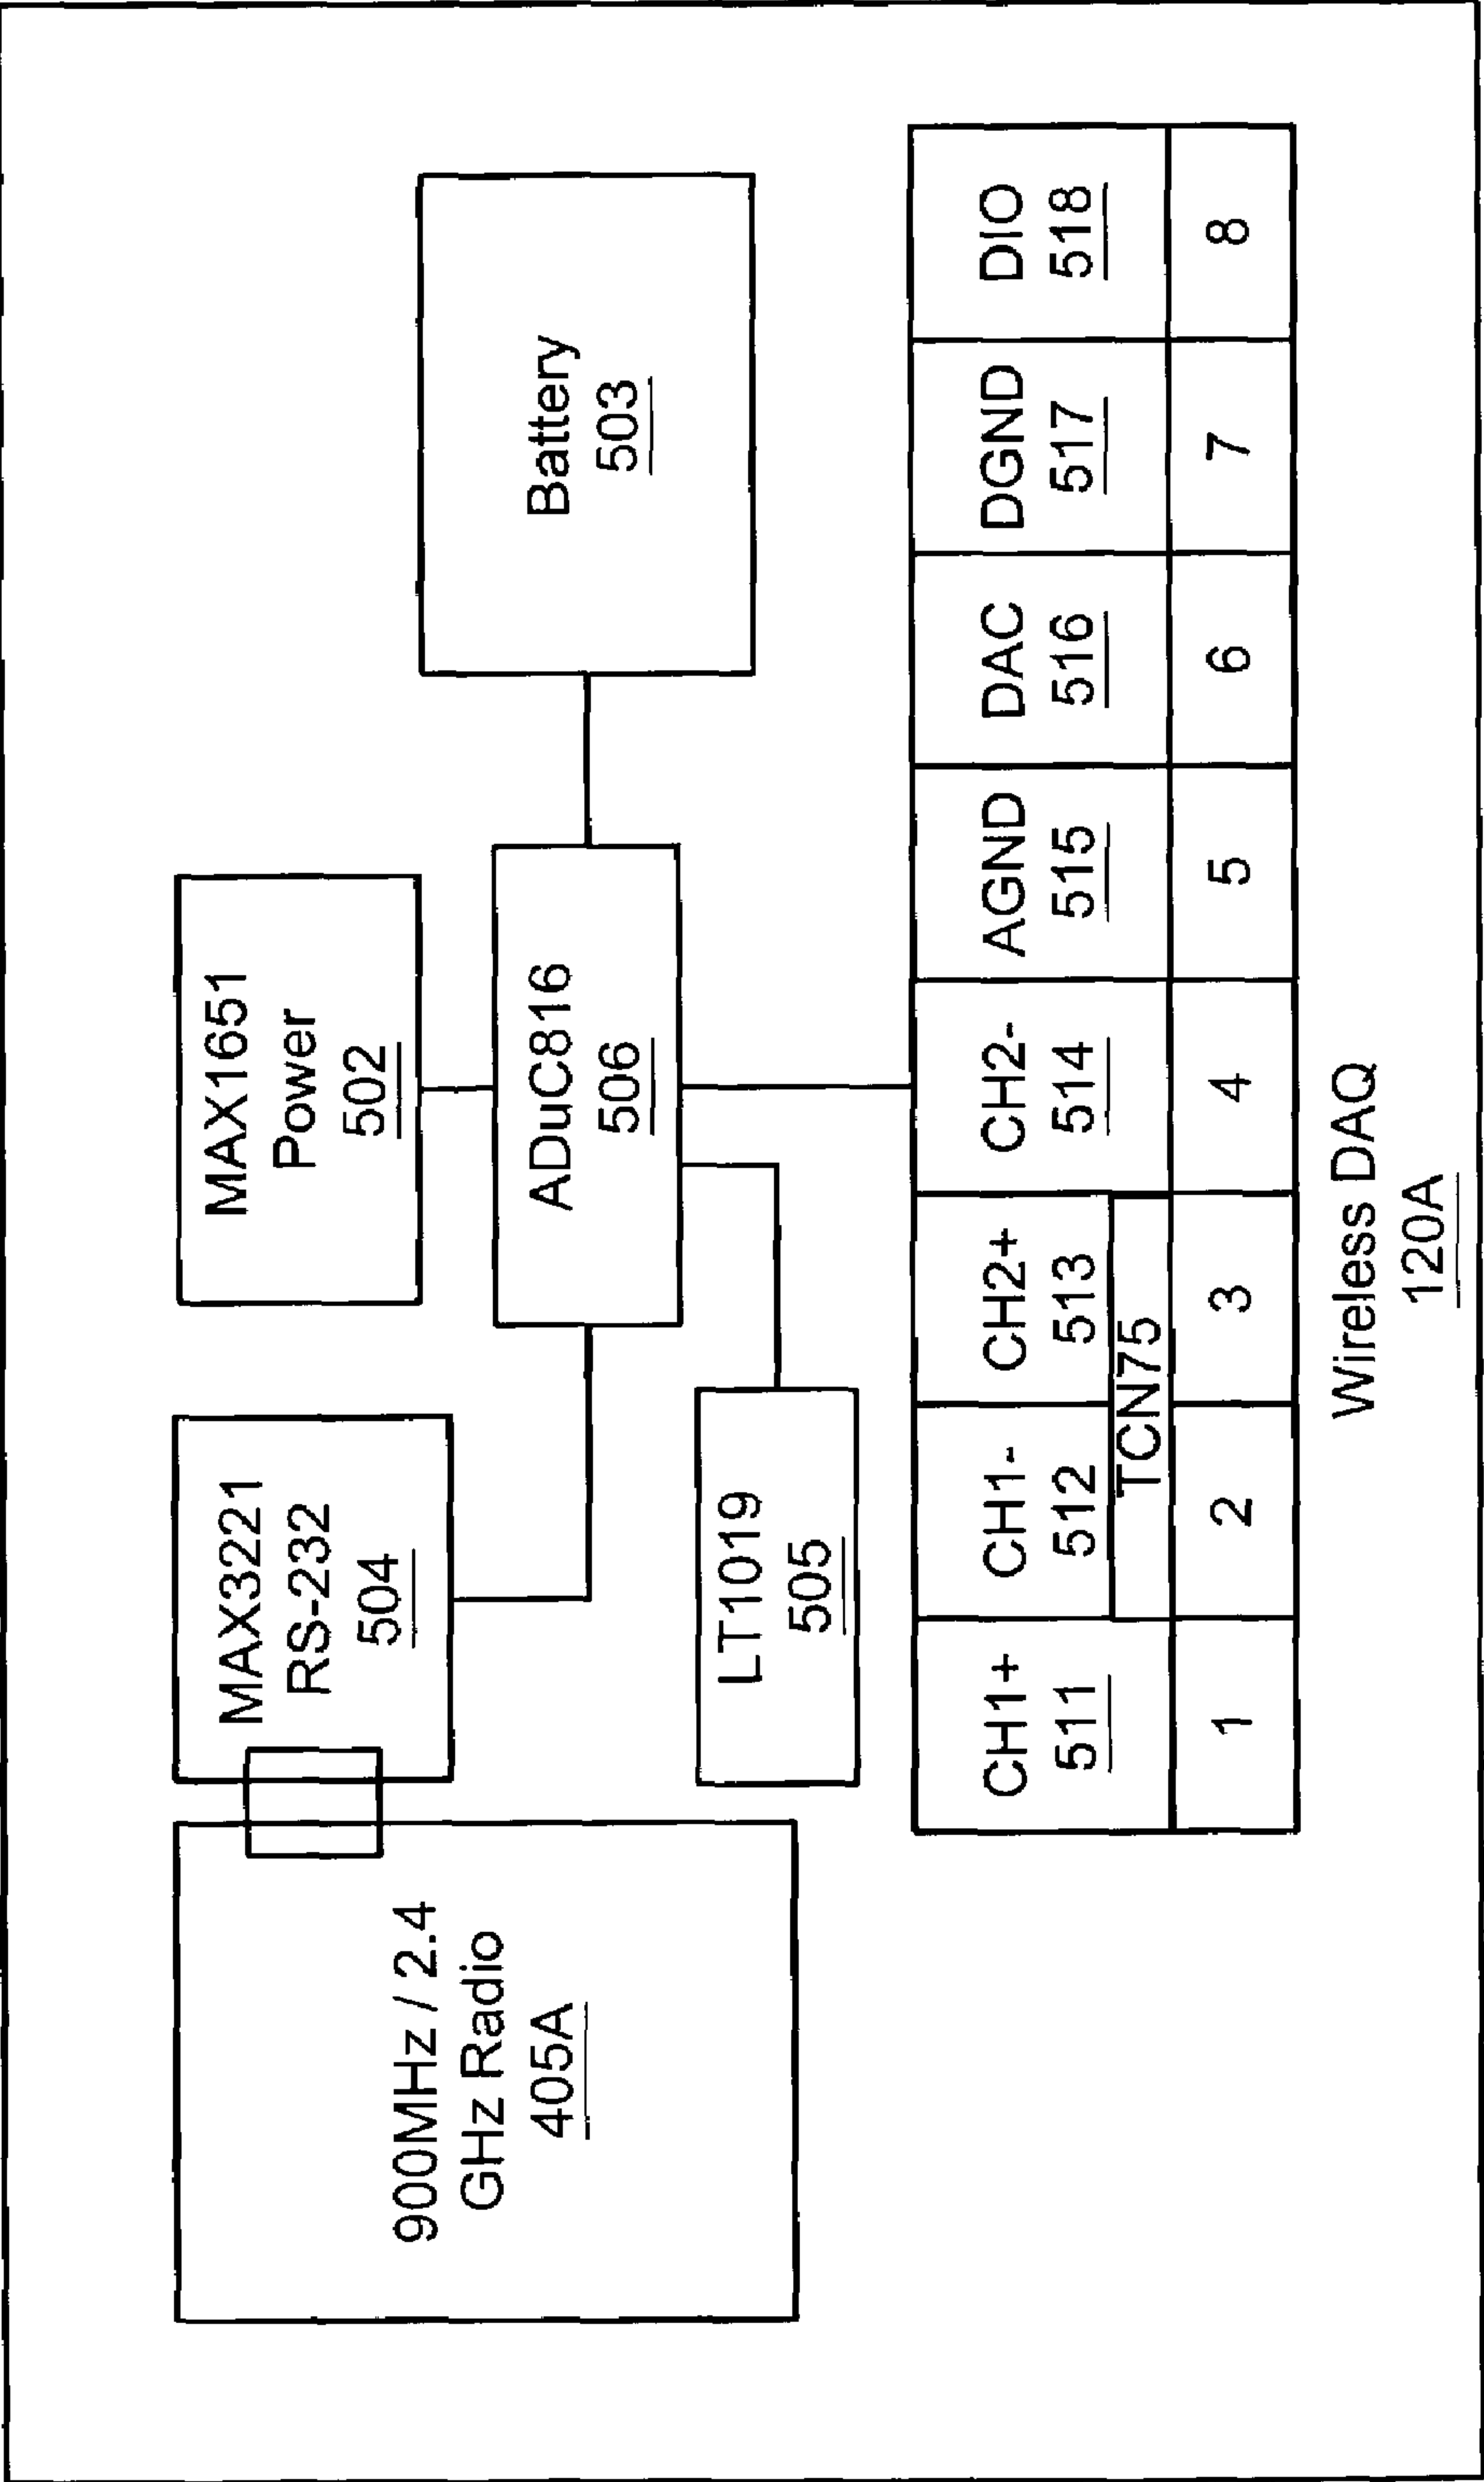 900MHz / 2.4
GHz Radio
405A
MAX3221
RS-232
504
MAX1651
Power
502
Battery
503
ADuC816
506
LT1019
505
CH1+
511
CH1-
512
CH2+
513
CH2-
514
AGND
515
DAC
516
DGND
517
DIO
518
TCN75
1
2
3
4
5
6
7
8
Wireless DAQ
120A